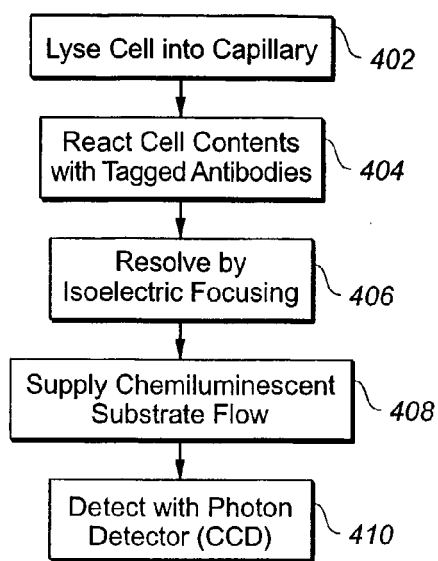 Lyse Cell into Capillary
402
React Cell Contents
with Tagged Antibodies
404
Resolve by
Isoelectric Focusing
406
Supply Chemiluminescent
Substrate Flow
408
Detect with Photon
Detector (CCD)
410